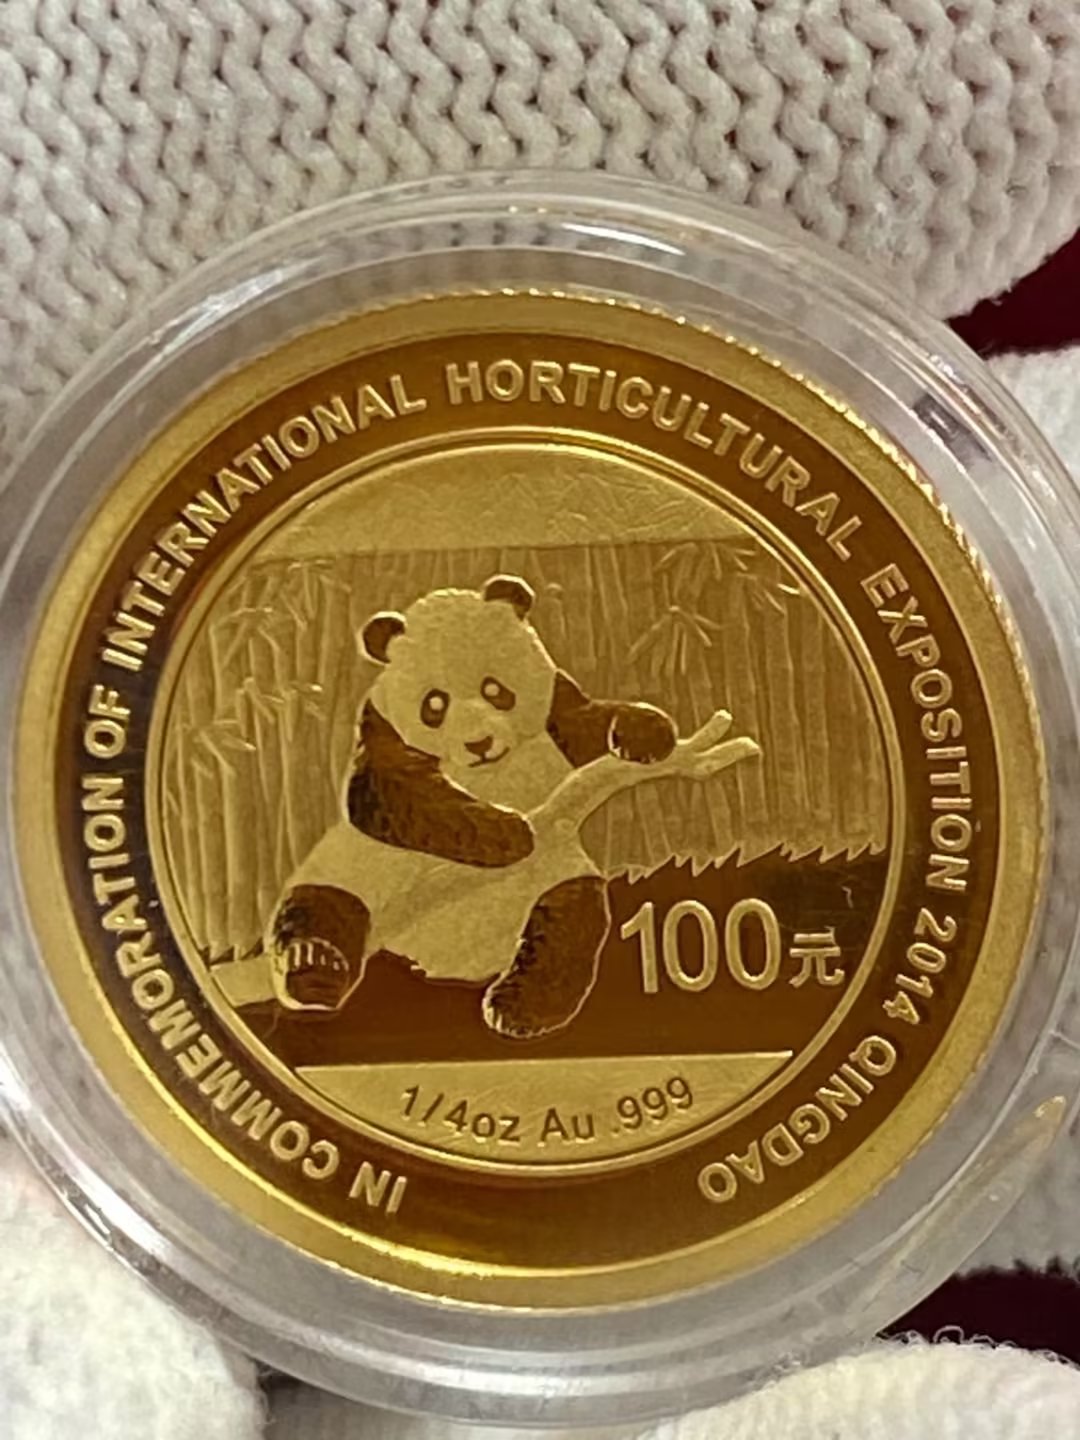 IN COMMEMORATION OF INTERNATIONAL HORTICULTURAL EXPOSITION 2014 QINGDAO
100元
1/4oz Au .999